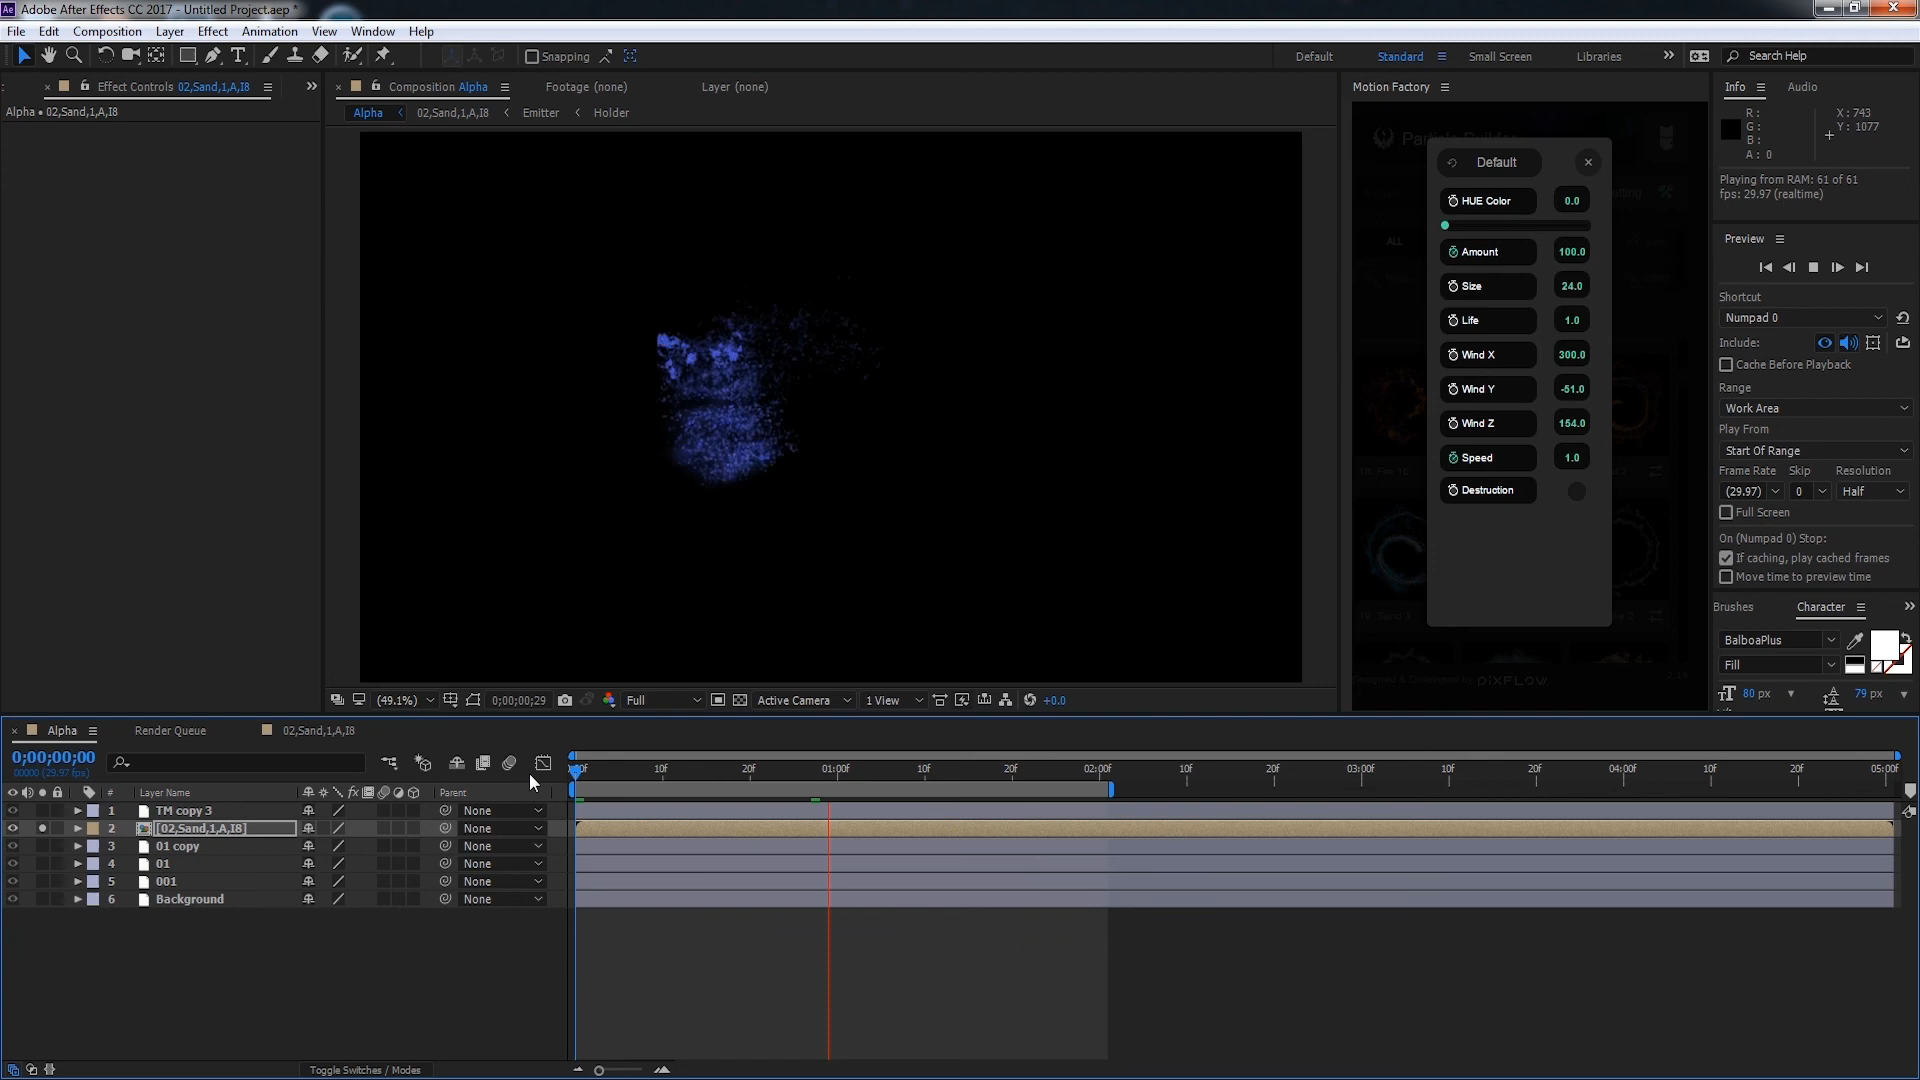 Adobe After Effects CC 2017 - Untitled Project.aep *
File Edit Composition Layer Effect Animation View Window Help
Snapping
Default Standard Small Screen Libraries
Search Help
Effect Controls 02,Sand,1,A,I8
Alpha • 02,Sand,1,A,I8
Composition Alpha
Footage (none)
Layer (none)
Alpha 02,Sand,1,A,I8 Emitter Holder
Motion Factory
Default
HUE Color 0.0
Amount 100.0
Size 24.0
Life 1.0
Wind X 300.0
Wind Y -51.0
Wind Z 154.0
Speed 1.0
Destruction
ALL
PIXFLOW
Info Audio
R :
G :
B :
A : 0
X : 743
Y : 1077
Playing from RAM: 61 of 61
fps: 29.97 (realtime)
Preview
Shortcut
Numpad 0
Include:
Cache Before Playback
Range
Work Area
Play From
Start Of Range
Frame Rate Skip Resolution
(29.97) 0 Half
Full Screen
On (Numpad 0) Stop:
If caching, play cached frames
Move time to preview time
Brushes Character
BalboaPlus
Fill
80 px 79 px
(49.1%) 0;00;00;29 Full Active Camera 1 View +0.0
Alpha Render Queue 02,Sand,1,A,I8
0;00;00;00
00000 (29.97 fps)
10f 20f 01:00f 10f 20f 02:00f 10f 20f 03:00f 10f 20f 04:00f 10f 20f 05:00f
# Layer Name fx Parent
1 TM copy 3 None
2 [02,Sand,1,A,I8] None
3 01 copy None
4 01 None
5 001 None
6 Background None
Toggle Switches / Modes